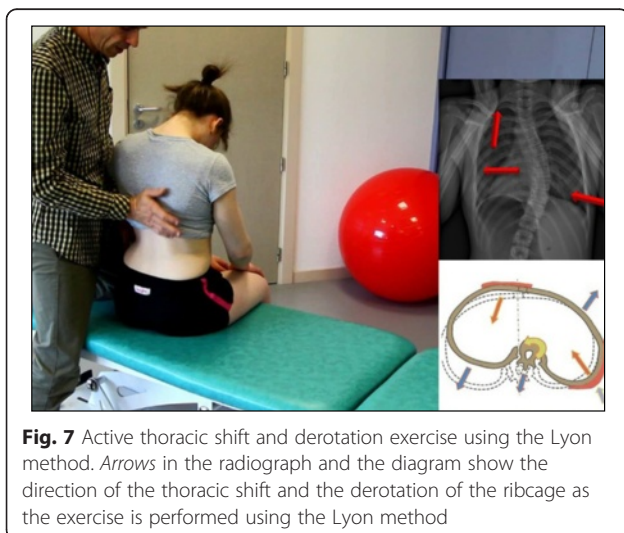 Fig. 7 Active thoracic shift and derotation exercise using the Lyon
method. Arrows in the radiograph and the diagram show the
direction of the thoracic shift and the derotation of the ribcage as
the exercise is performed using the Lyon method